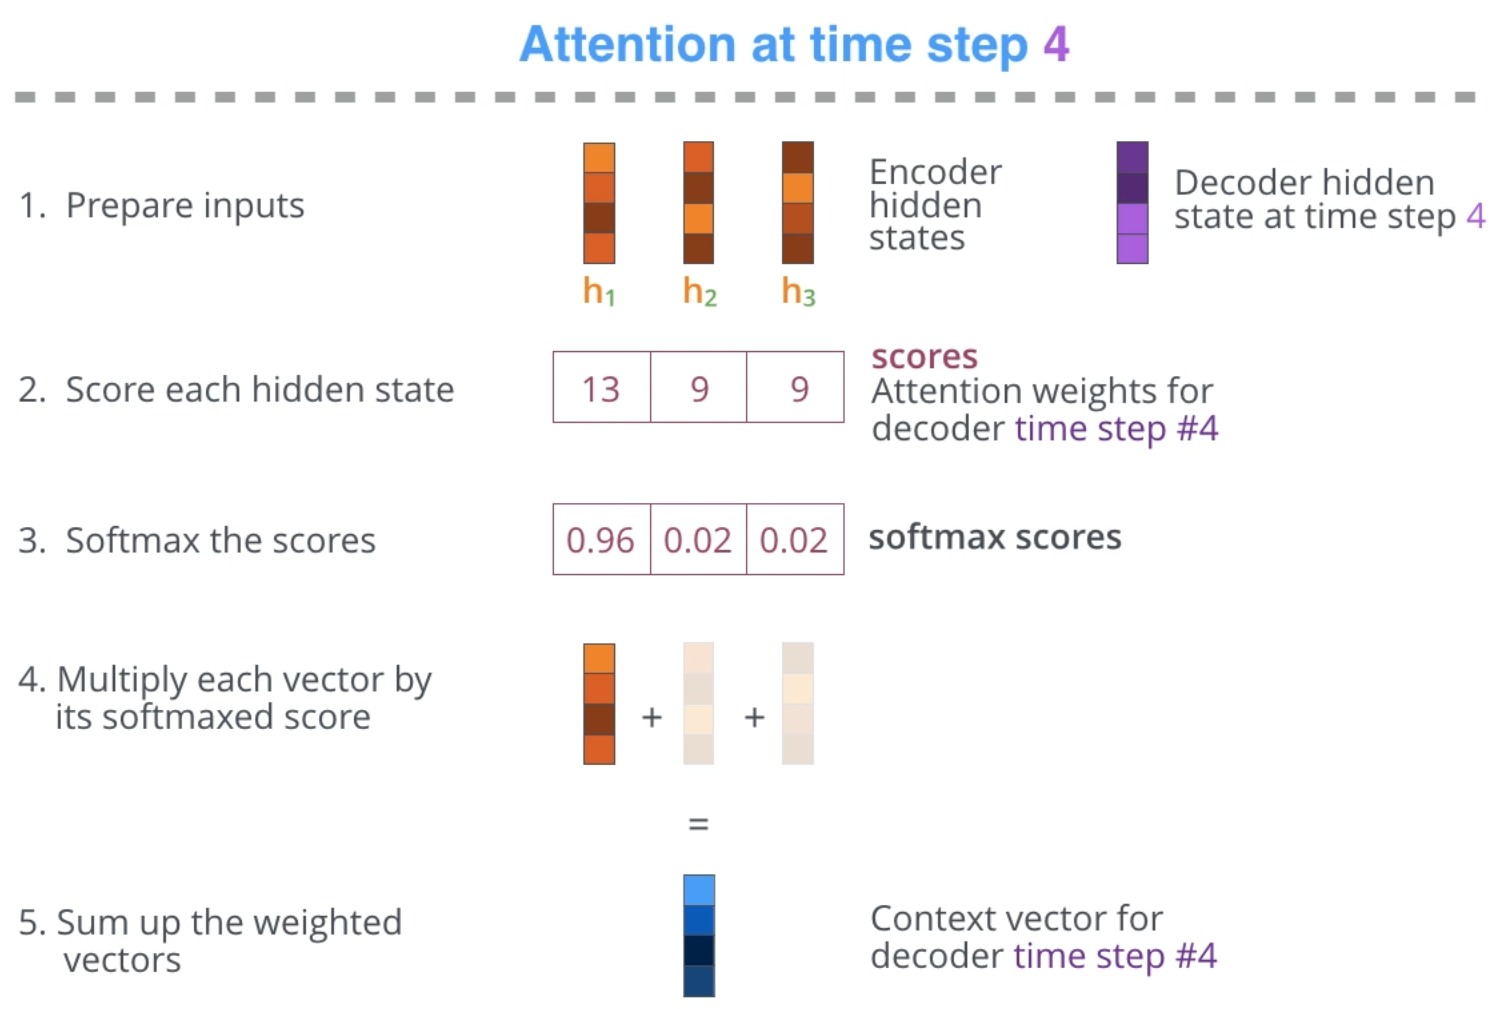 Attention at time step 4
1. Prepare inputs
Encoder
hidden
states
Decoder hidden
state at time step 4
h1 h2 h3
2. Score each hidden state
13 9 9
scores
Attention weights for
decoder time step #4
3. Softmax the scores
0.96 0.02 0.02
softmax scores
4. Multiply each vector by
its softmaxed score
+ +
=
5. Sum up the weighted
vectors
Context vector for
decoder time step #4